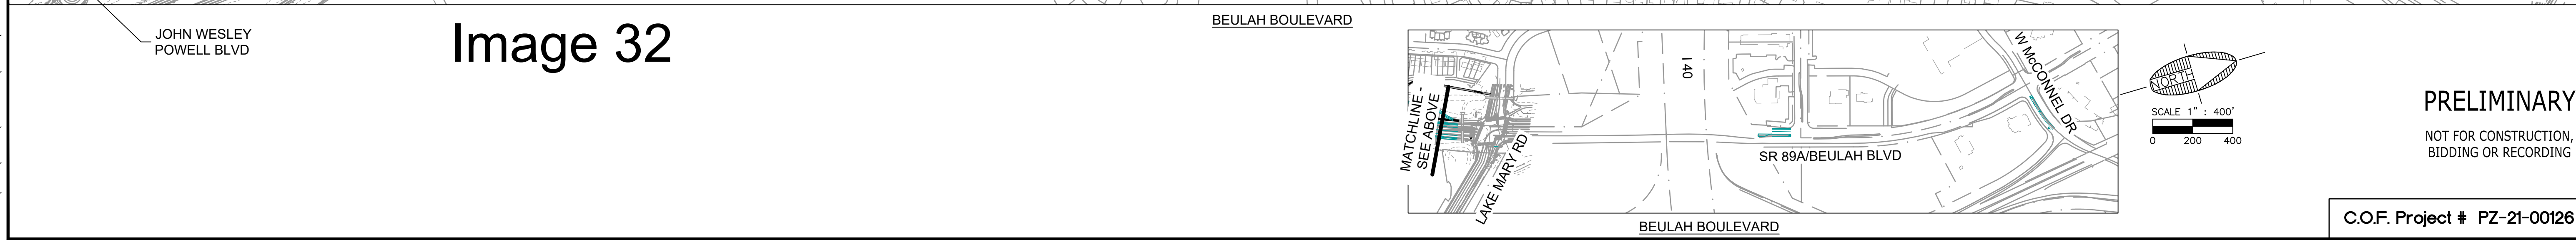 JOHN WESLEY
POWELL BLVD
Image 32
BEULAH BOULEVARD
MATCHLINE -
SEE ABOVE
LAKE MARY RD
I 40
SR 89A/BEULAH BLVD
W McCONNEL DR
BEULAH BOULEVARD
NORTH
SCALE 1" : 400'
0 200 400
PRELIMINARY
NOT FOR CONSTRUCTION,
BIDDING OR RECORDING
C.O.F. Project # PZ-21-00126